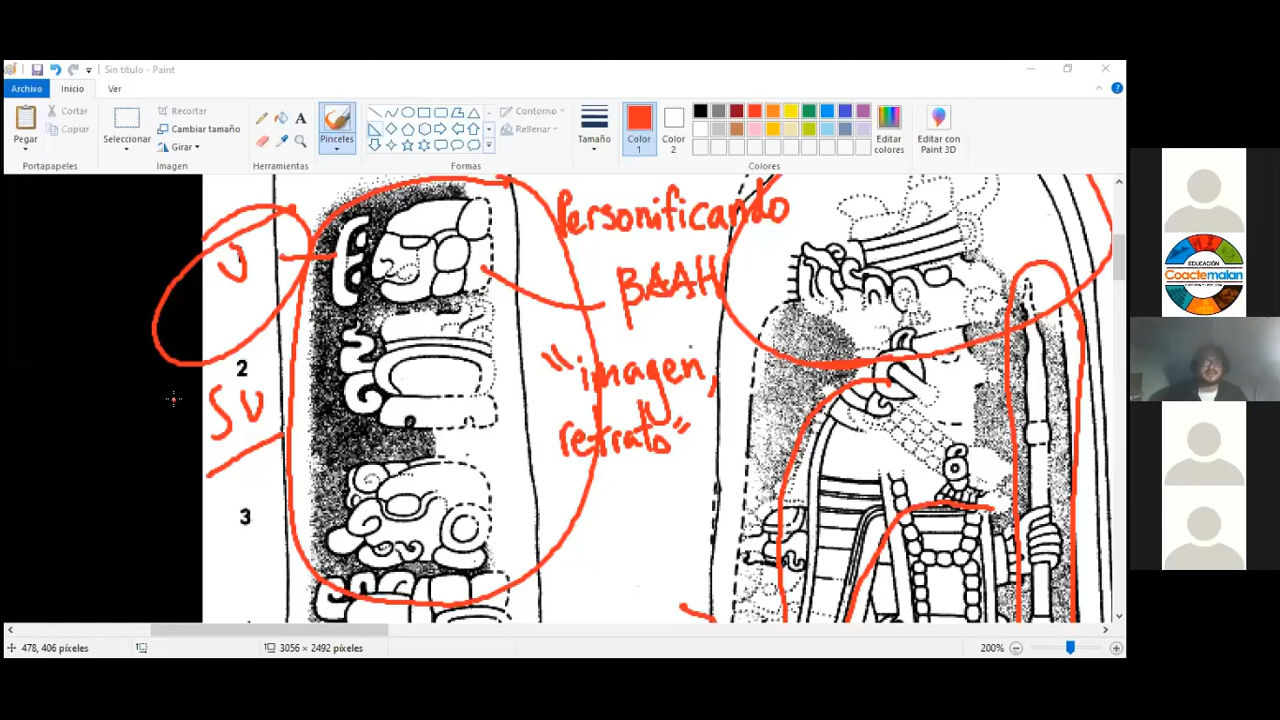 Sin título - Paint
Archivo
Inicio
Ver
Pegar
Cortar
Copiar
Portapapeles
Seleccionar
Recortar
Cambiar tamaño
Girar
Imagen
A
Herramientas
Pinceles
Formas
Contorno
Rellenar
Tamaño
Color
1
Color
2
Editar
colores
Editar con
Paint 3D
Colores
Personificando
U
BAAH
2
"imagen,
SU
retrato"
3
EDUCACIÓN
Coactemalan
478, 406 píxeles
3056 × 2492 píxeles
200%